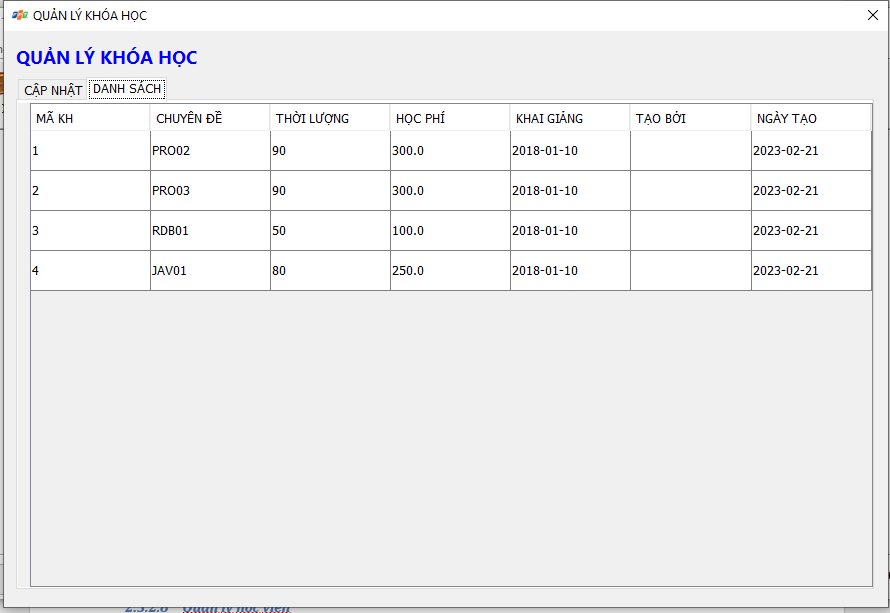 QUẢN LÝ KHÓA HỌC
QUẢN LÝ KHÓA HỌC
CẬP NHẬT DANH SÁCH
MÃ KH CHUYÊN ĐỀ THỜI LƯỢNG HỌC PHÍ KHAI GIẢNG TẠO BỞI NGÀY TẠO
1 PRO02 90 300.0 2018-01-10 2023-02-21
2 PRO03 90 300.0 2018-01-10 2023-02-21
3 RDB01 50 100.0 2018-01-10 2023-02-21
4 JAV01 80 250.0 2018-01-10 2023-02-21